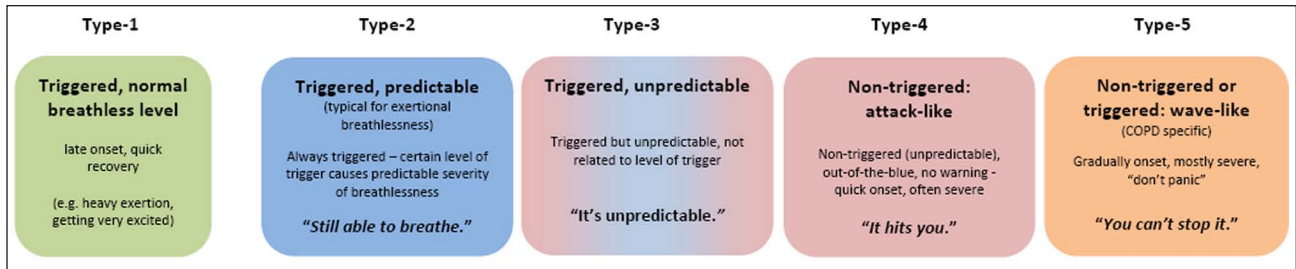 Type-1
Type-2
Type-3
Type-4
Type-5
Triggered, normal
breathless level
late onset, quick
recovery
(e.g. heavy exertion,
getting very excited)
Triggered, predictable
(typical for exertional
breathlessness)
Always triggered – certain level of
trigger causes predictable severity
of breathlessness
“Still able to breathe.”
Triggered, unpredictable
Triggered but unpredictable, not
related to level of trigger
“It’s unpredictable.”
Non-triggered:
attack-like
Non-triggered (unpredictable),
out-of-the-blue, no warning -
quick onset, often severe
“It hits you.”
Non-triggered or
triggered: wave-like
(COPD specific)
Gradually onset, mostly severe,
“don’t panic”
“You can’t stop it.”